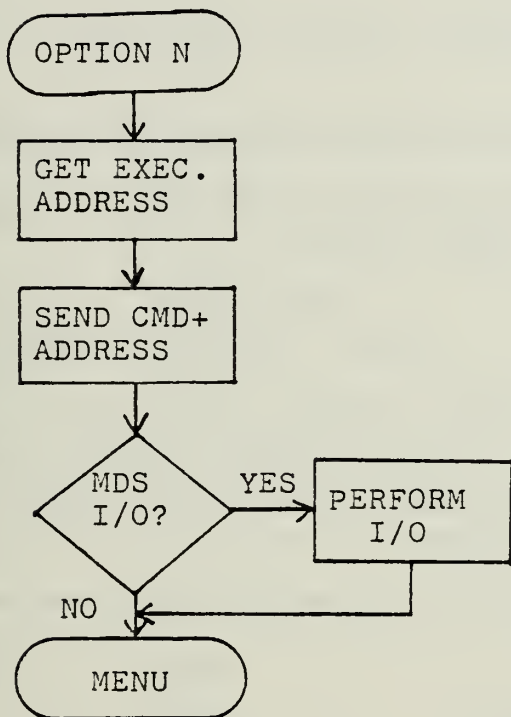 OPTION N
GET EXEC.
ADDRESS
SEND CMD+
ADDRESS
MDS
I/O?
YES
PERFORM
I/O
NO
MENU